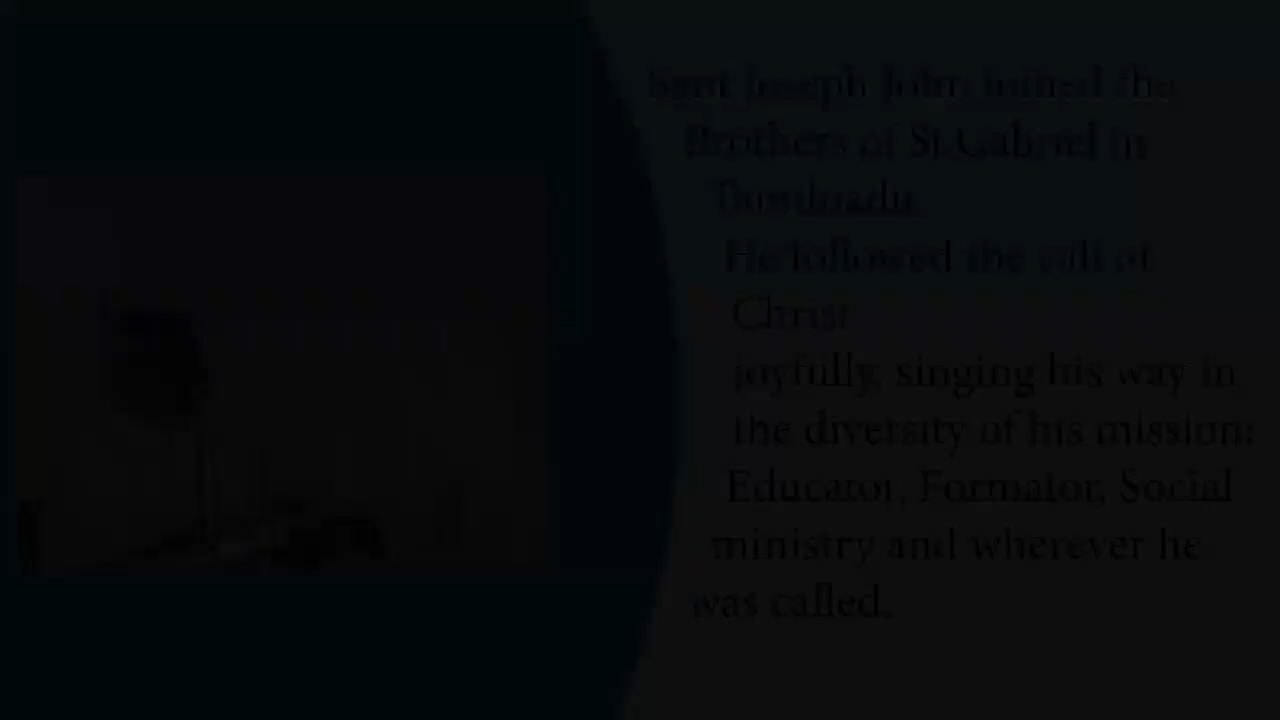 Joseph John joined the
Brothers of St.Gabriel in
Tamilnadu.
He followed the call of
Christ
joyfully, singing his way in
the diversity of his mission:
Educator, Formator, Social
ministry and wherever he
was called.